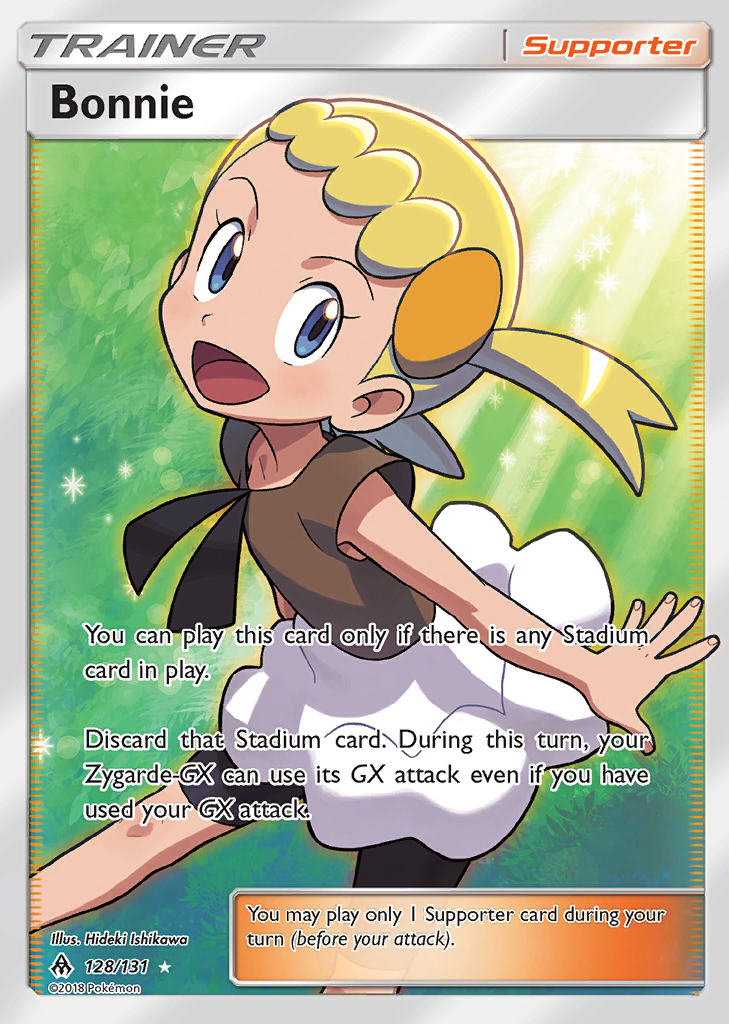 TRAINER
Supporter
Bonnie
You can play this card only if there is any Stadium
card in play.
Discard that Stadium card. During this turn, your
Zygarde-GX can use its GX attack even if you have
used your GX attack.
You may play only 1 Supporter card during your
turn (before your attack).
Illus. Hideki Ishikawa
128/131
©2018 Pokémon